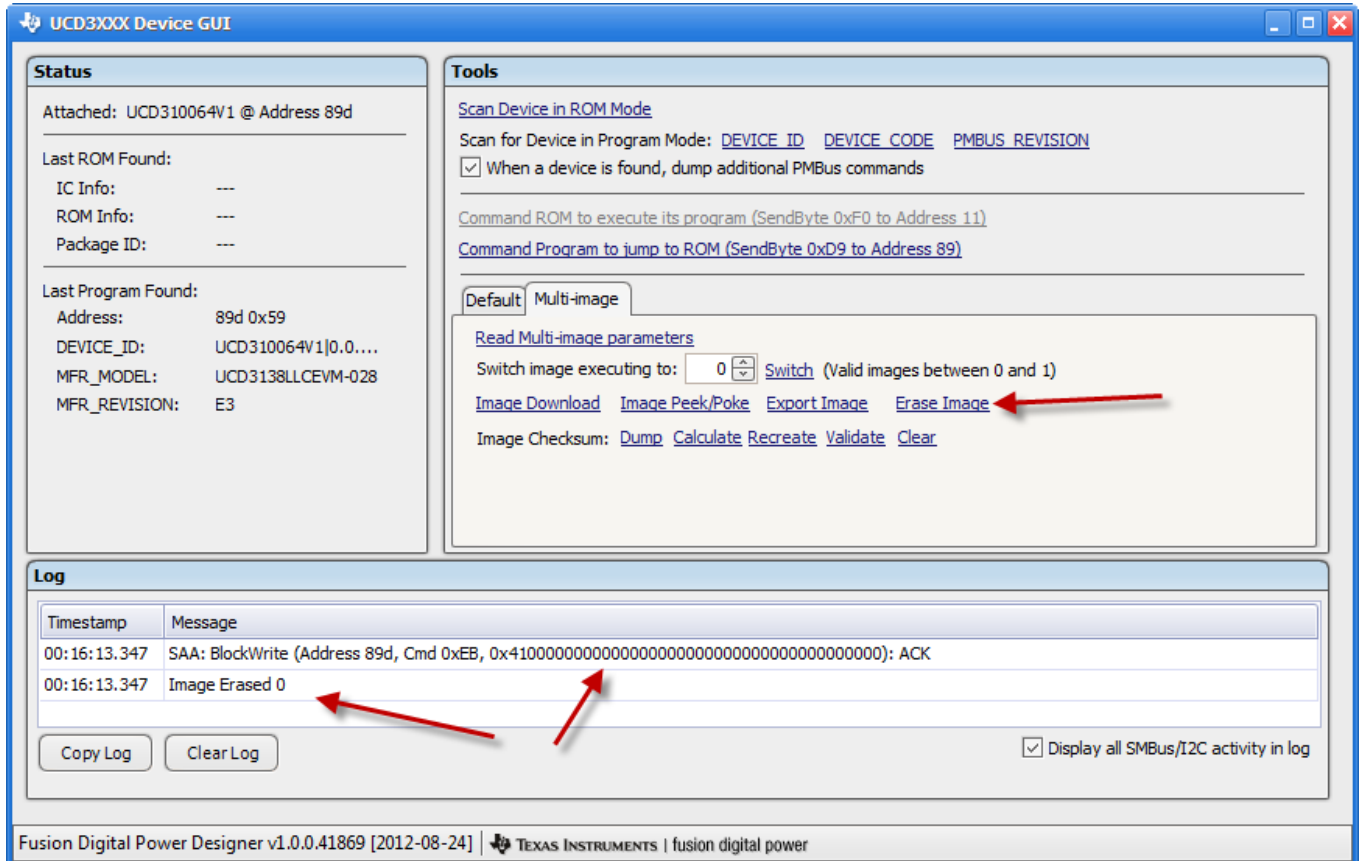 UCD3XXX Device GUI
Status
Attached: UCD310064V1 @ Address 89d
Last ROM Found:
IC Info: ---
ROM Info: ---
Package ID: ---
Last Program Found:
Address: 89d 0x59
DEVICE_ID: UCD310064V1|0.0....
MFR_MODEL: UCD3138LLCEVM-028
MFR_REVISION: E3
Tools
Scan Device in ROM Mode
Scan for Device in Program Mode: DEVICE_ID DEVICE_CODE PMBUS_REVISION
When a device is found, dump additional PMBus commands
Command ROM to execute its program (SendByte 0xF0 to Address 11)
Command Program to jump to ROM (SendByte 0xD9 to Address 89)
Default Multi-image
Read Multi-image parameters
Switch image executing to: 0 Switch (Valid images between 0 and 1)
Image Download Image Peek/Poke Export Image Erase Image
Image Checksum: Dump Calculate Recreate Validate Clear
Log
Timestamp Message
00:16:13.347 SAA: BlockWrite (Address 89d, Cmd 0xEB, 0x41000000000000000000000000000000000000): ACK
00:16:13.347 Image Erased 0
Copy Log Clear Log Display all SMBus/I2C activity in log
Fusion Digital Power Designer v1.0.0.41869 [2012-08-24] TEXAS INSTRUMENTS | fusion digital power